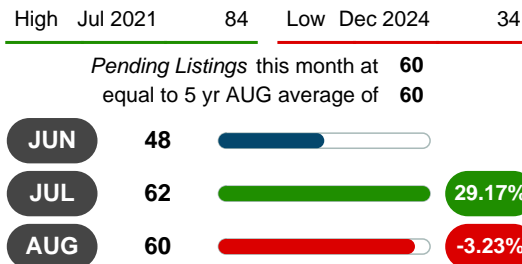 High Jul 2021 84 Low Dec 2024 34
Pending Listings this month at 60
equal to 5 yr AUG average of 60
JUN 48
JUL 62 29.17%
AUG 60 -3.23%